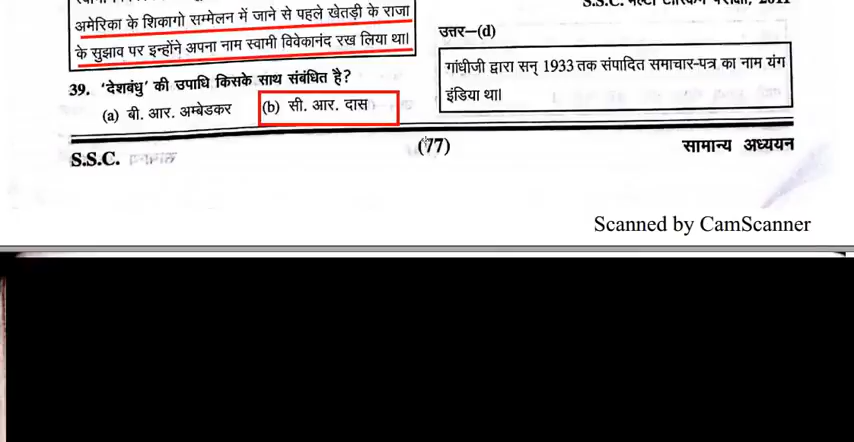 अमेरिका के शिकागो सम्मेलन में जाने से पहले खेतड़ी के राजा
के सुझाव पर इन्होंने अपना नाम स्वामी विवेकानंद रख लिया था।
39. 'देशबंधु' की उपाधि किसके साथ संबंधित है?
(a) बी. आर. अम्बेडकर (b) सी. आर. दास
उत्तर–(d)
गांधीजी द्वारा सन् 1933 तक संपादित समाचार-पत्र का नाम यंग
इंडिया था।
S.S.C.
(77)
सामान्य अध्ययन
Scanned by CamScanner